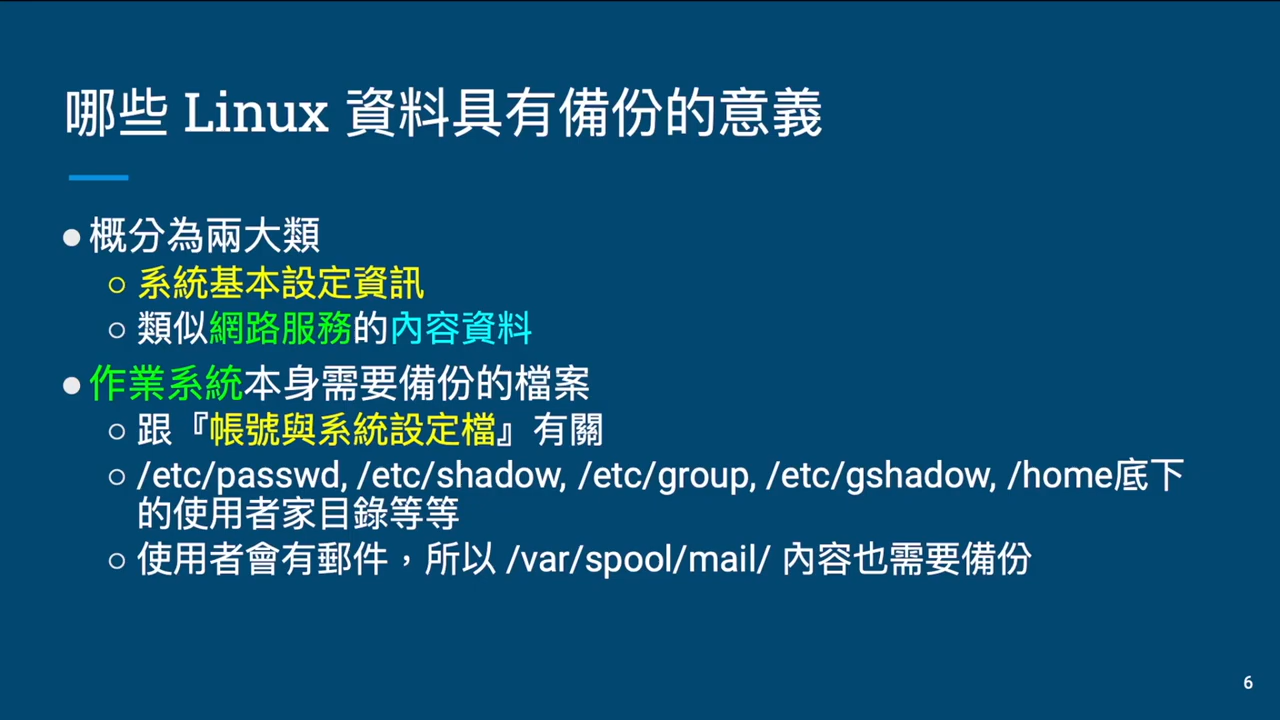 哪些 Linux 資料具有備份的意義
●概分為兩大類
○系統基本設定資訊
○類似網路服務的內容資料
●作業系統本身需要備份的檔案
○跟『帳號與系統設定檔』有關
○/etc/passwd, /etc/shadow, /etc/group, /etc/gshadow, /home底下
的使用者家目錄等等
○使用者會有郵件，所以 /var/spool/mail/ 內容也需要備份
6